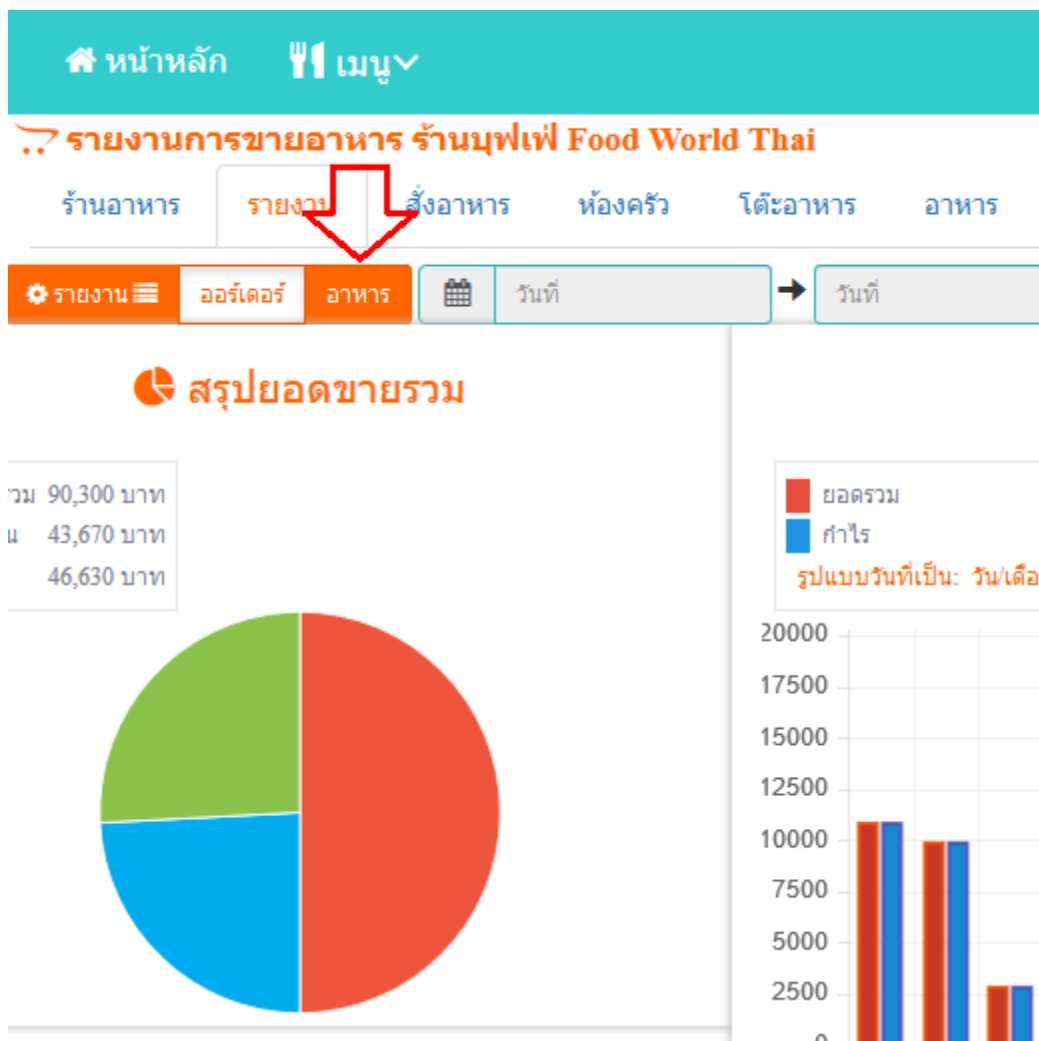 หน้าหลัก เมนู
รายงานการขายอาหาร ร้านบุฟเฟ่ Food World Thai
ร้านอาหาร รายงาน สั่งอาหาร ห้องครัว โต๊ะอาหาร อาหาร
รายงาน ออร์เดอร์ อาหาร วันที่ วันที่
สรุปยอดขายรวม
90,300 บาท
43,670 บาท
46,630 บาท
ยอดรวม
กำไร
รูปแบบวันที่เป็น: วัน/เดือ
20000
17500
15000
12500
10000
7500
5000
2500
0